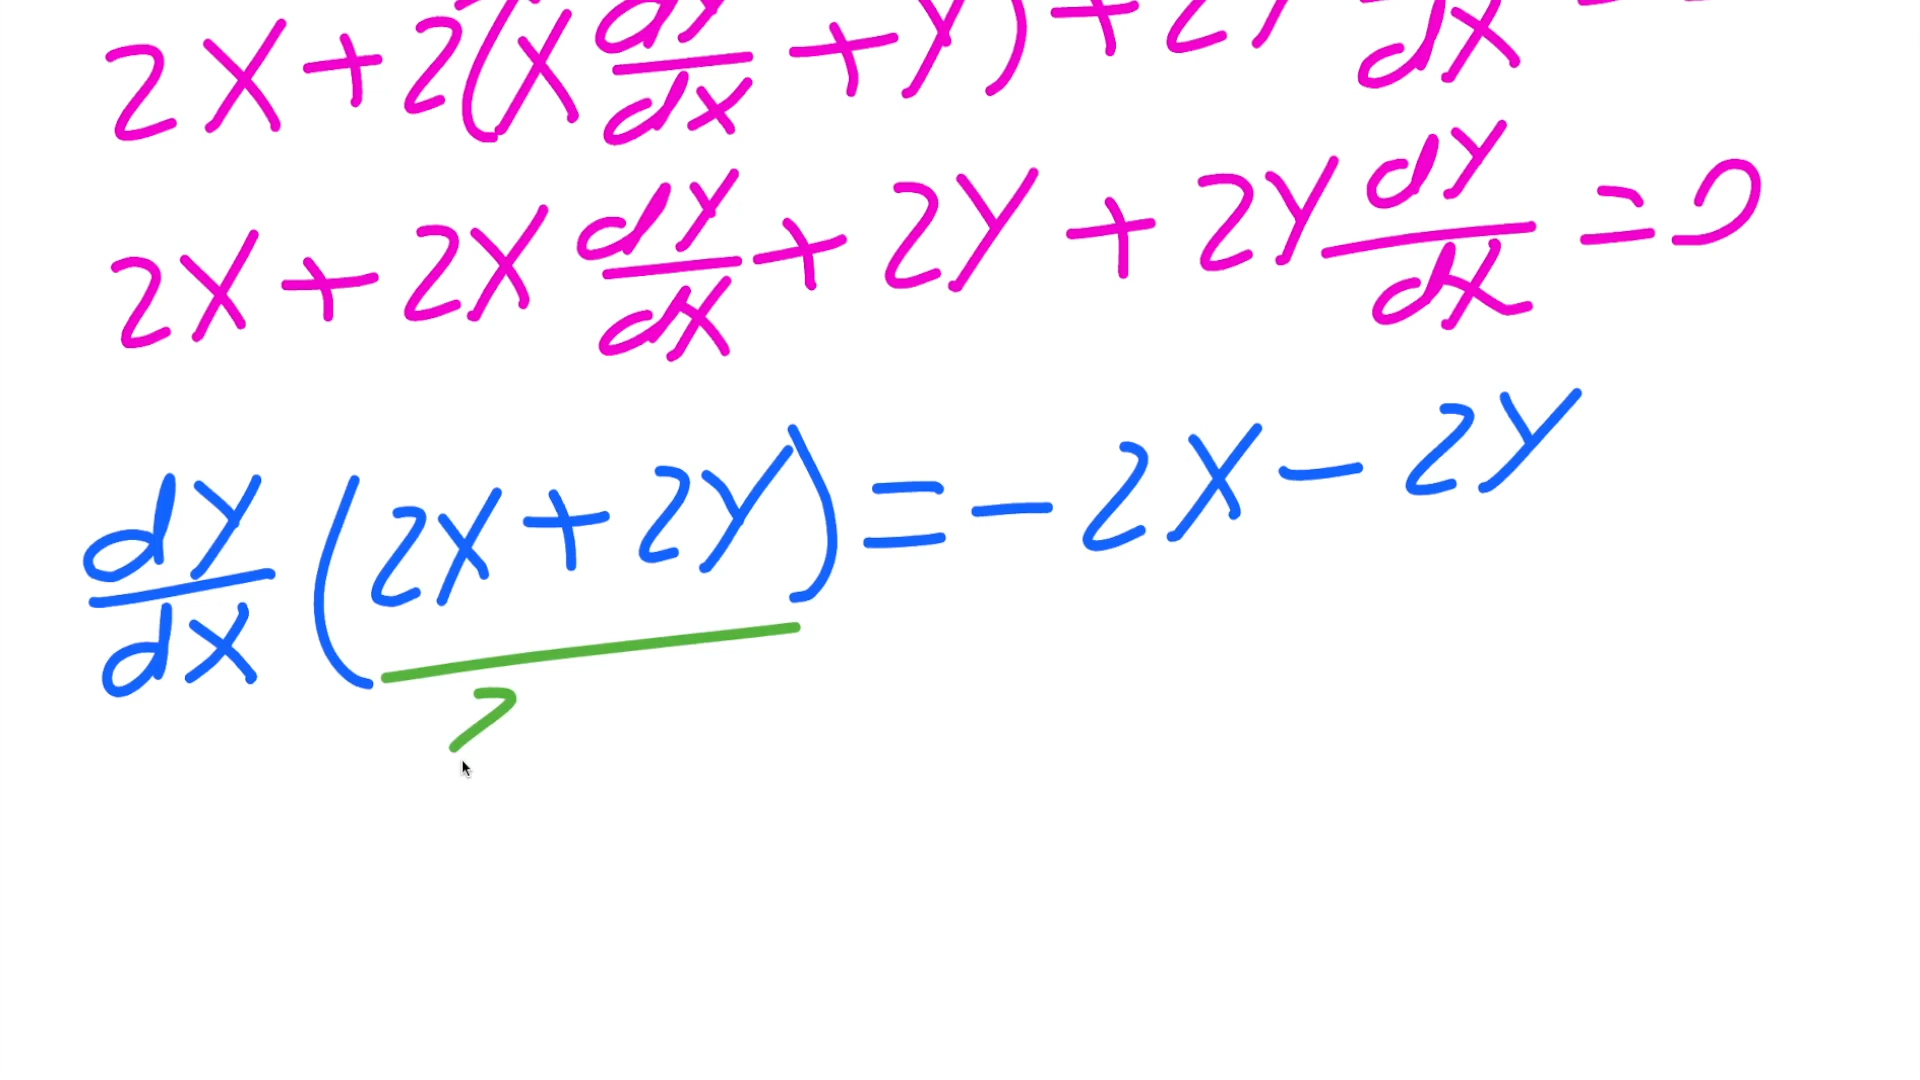 2X+2(X dy/dx +Y)+2Y dy/dx
2X+2X dy/dx + 2Y + 2Y dy/dx =0
dy/dx (2X+2Y)=-2X-2Y